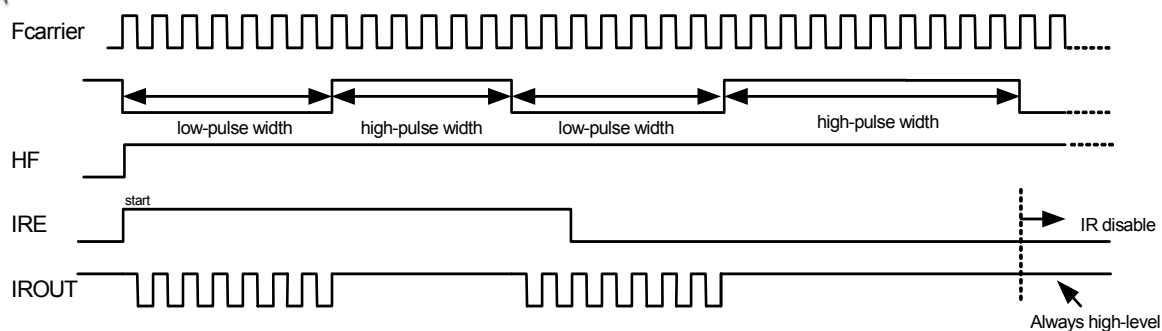 Fcarrier
low-pulse width
high-pulse width
low-pulse width
high-pulse width
HF
start
IRE
IR disable
IROUT
Always high-level